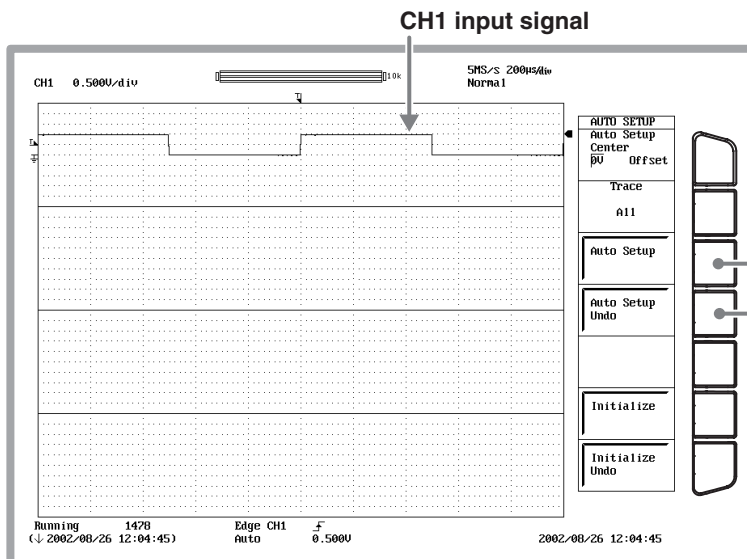 CH1 input signal
CH1 0.500V/div
10k
5MS/s 200µs/div
Normal
T
T
AUTO SETUP
Auto Setup
Center
0V Offset
Trace
All
Auto Setup
Auto Setup
Undo
Initialize
Initialize
Undo
Running 1478 Edge CH1
(↓2002/08/26 12:04:45) Auto 0.500V 2002/08/26 12:04:45